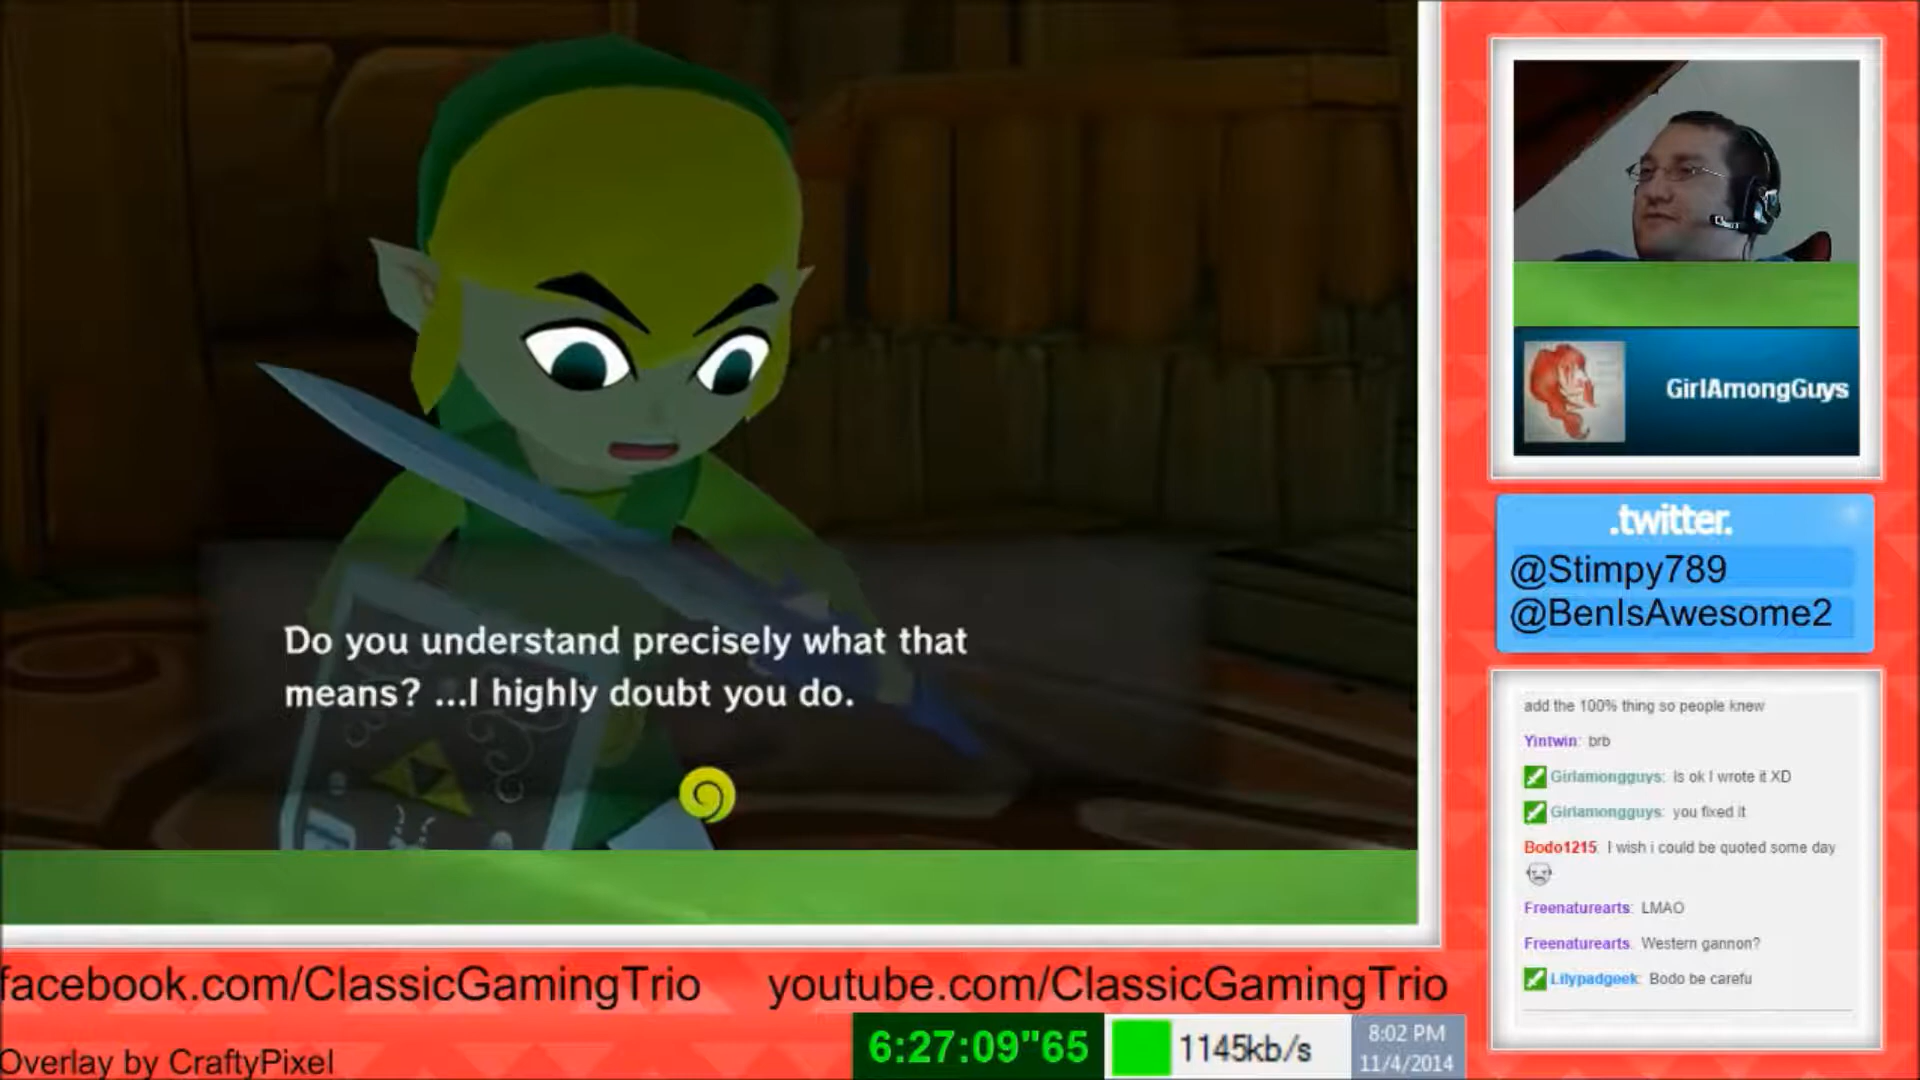 Do you understand precisely what that
means? ...I highly doubt you do.
GirlAmongGuys
.twitter.
@Stimpy789
@BenIsAwesome2
add the 100% thing so people knew
Yintwin: brb
Girlamongguys: Is ok I wrote it XD
Girlamongguys: you fixed it
Bodo1215: I wish i could be quoted some day
Freenaturearts: LMAO
Freenaturearts: Western gannon?
Lilypadgeek: Bodo be carefu
facebook.com/ClassicGamingTrio
youtube.com/ClassicGamingTrio
Overlay by CraftyPixel
6:27:09"65
1145kb/s
8:02 PM
11/4/2014